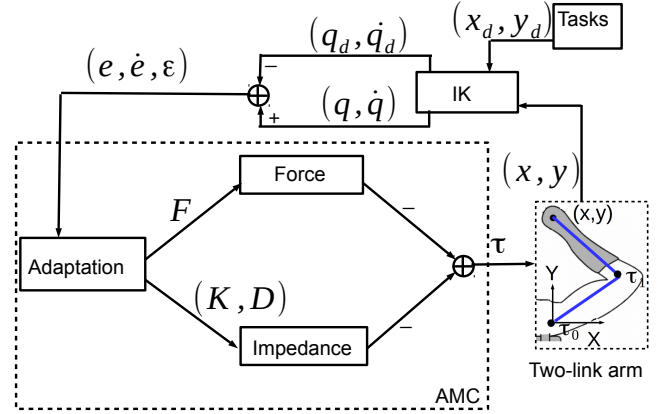 (x_d, y_d)
Tasks
(q_d, q̇_d)
(e, ė, ε)
−
IK
(q, q̇)
+
(x, y)
Force
−
F
(x,y)
Adaptation
τ
Y
τ_1
(K, D)
−
τ_0
X
Impedance
Two-link arm
AMC